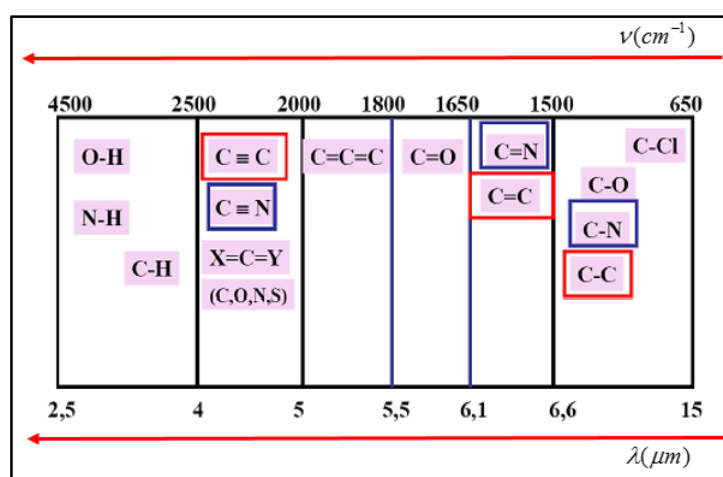 ν(cm⁻¹)
4500 2500 2000 1800 1650 1500 650
O-H C ≡ C C=C=C C=O C=N C-Cl
C=C C-O
N-H C ≡ N C-N
C-H X=C=Y C-C
(C,O,N,S)
2,5 4 5 5,5 6,1 6,6 15
λ(μm)